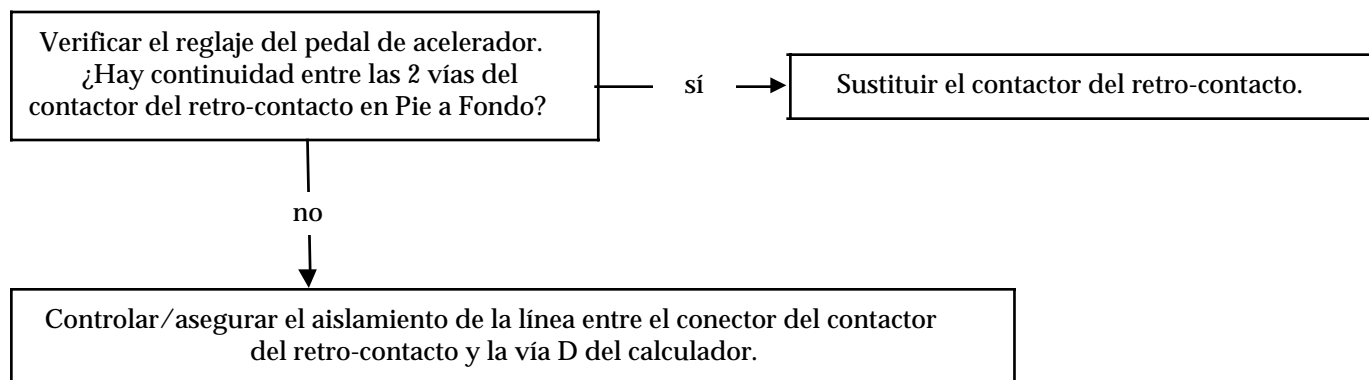 Verificar el reglaje del pedal de acelerador.
¿Hay continuidad entre las 2 vías del
contactor del retro-contacto en Pie a Fondo?
sí
Sustituir el contactor del retro-contacto.
no
Controlar/asegurar el aislamiento de la línea entre el conector del contactor
del retro-contacto y la vía D del calculador.